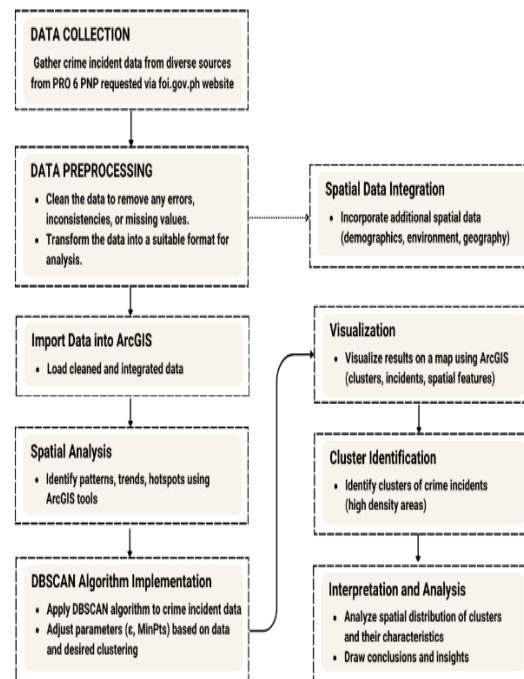 DATA COLLECTION
Gather crime incident data from diverse sources
from PRO 6 PNP requested via foi.gov.ph website
DATA PREPROCESSING
• Clean the data to remove any errors,
inconsistencies, or missing values.
• Transform the data into a suitable format for
analysis.
Spatial Data Integration
• Incorporate additional spatial data
(demographics, environment, geography)
Import Data into ArcGIS
• Load cleaned and integrated data
Spatial Analysis
• Identify patterns, trends, hotspots using
ArcGIS tools
DBSCAN Algorithm Implementation
• Apply DBSCAN algorithm to crime incident data
• Adjust parameters (ε, MinPts) based on data
and desired clustering
Visualization
• Visualize results on a map using ArcGIS
(clusters, incidents, spatial features)
Cluster Identification
• Identify clusters of crime incidents
(high density areas)
Interpretation and Analysis
• Analyze spatial distribution of clusters
and their characteristics
• Draw conclusions and insights